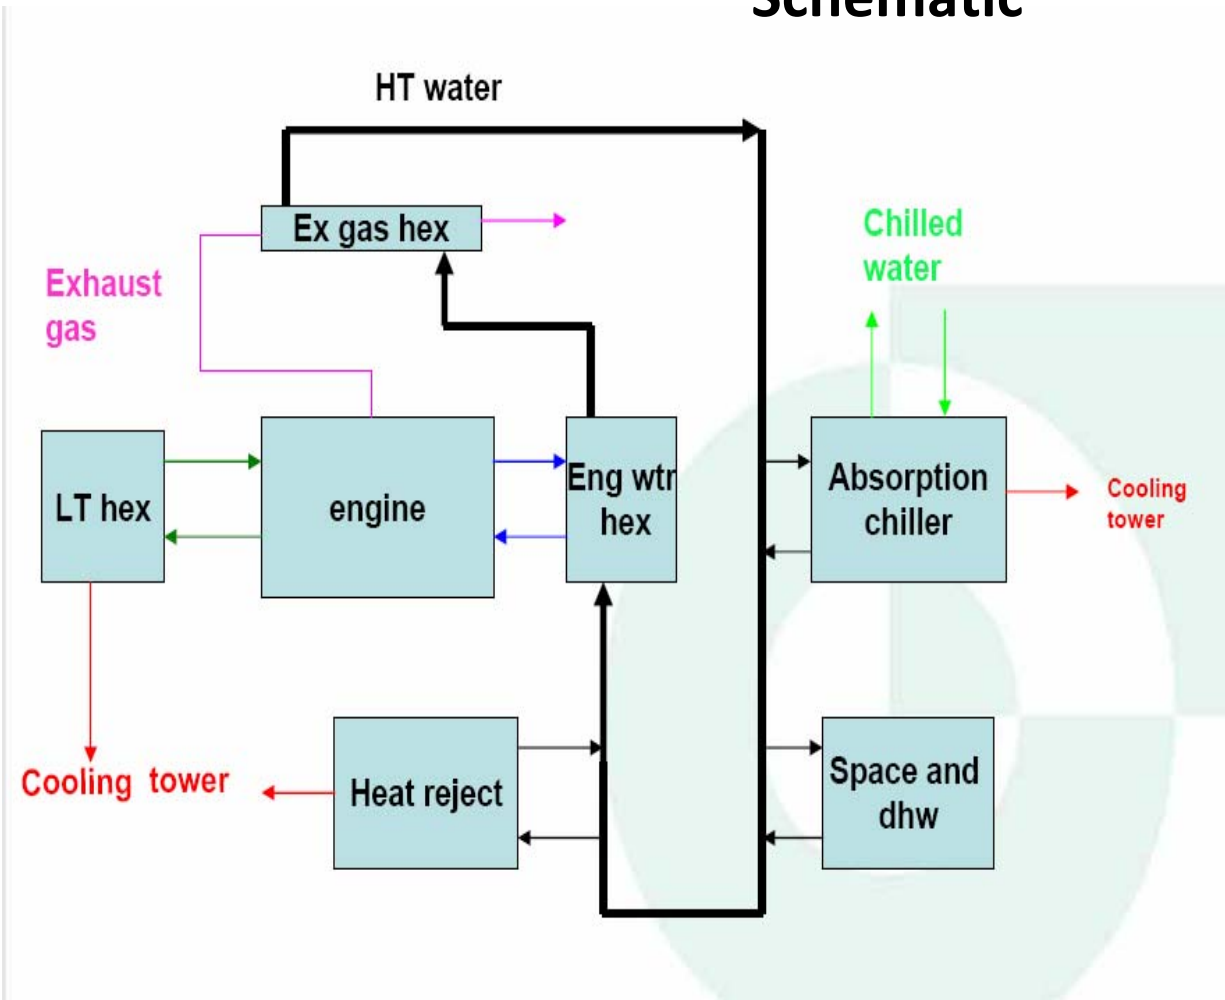 Schematic
HT water
Ex gas hex
Chilled
water
Exhaust
gas
LT hex
engine
Eng wtr
hex
Absorption
chiller
Cooling
tower
Cooling tower
Heat reject
Space and
dhw